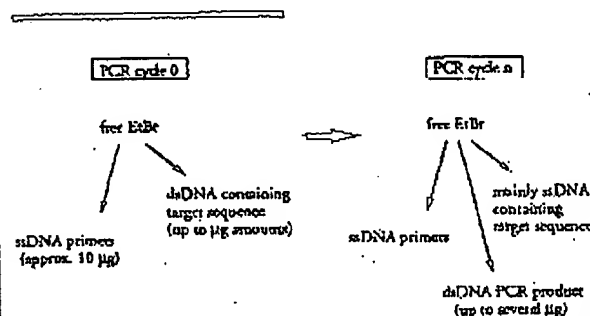 PCR cycle 0
free EtBr
dsDNA containing
target sequence
(up to µg amounts)
ssDNA primers
(approx. 10 µg)
PCR cycle n
free EtBr
mainly ssDNA
containing
target sequence
ssDNA primers
dsDNA PCR product
(up to several µg)